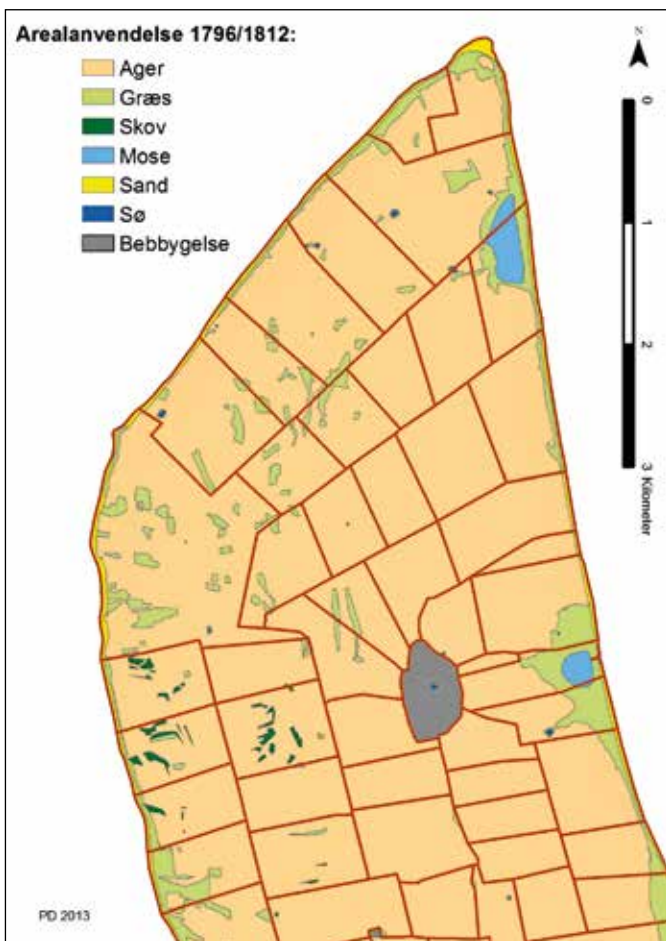 Arealanvendelse 1796/1812:
Ager
Græs
Skov
Mose
Sand
Sø
Bebbygelse
N
0
1
2
3 Kilometer
PD 2013